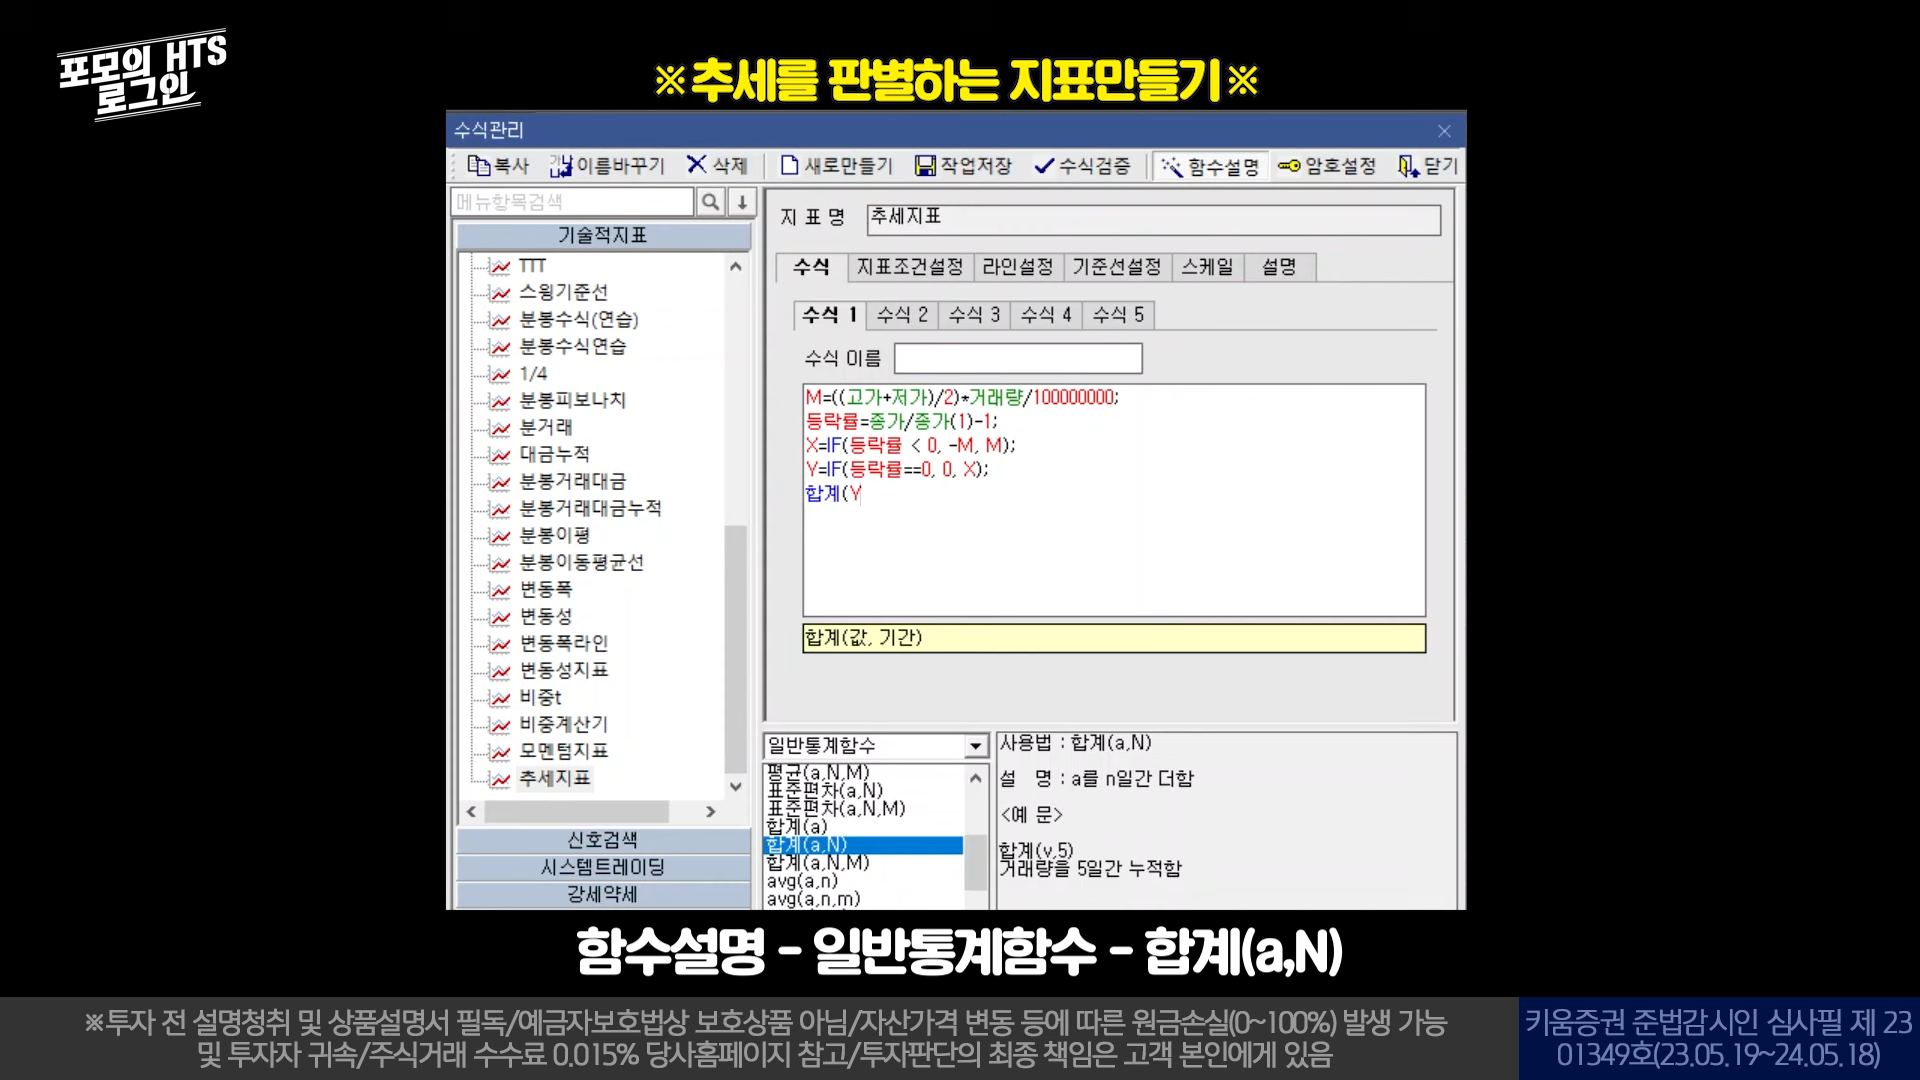 포모의 HTS
로그인
※추세를 판별하는 지표만들기※
수식관리
복사 이름바꾸기 삭제 새로만들기 작업저장 수식검증 함수설명 암호설정 닫기
메뉴항목검색
기술적지표
TTT
스윙기준선
분봉수식(연습)
분봉수식연습
1/4
분봉피보나치
분거래
대금누적
분봉거래대금
분봉거래대금누적
분봉이평
분봉이동평균선
변동폭
변동성
변동폭라인
변동성지표
비중t
비중계산기
모멘텀지표
추세지표
신호검색
시스템트레이딩
강세약세
지 표 명 추세지표
수식 지표조건설정 라인설정 기준선설정 스케일 설명
수식 1 수식 2 수식 3 수식 4 수식 5
수식 이름
M=((고가+저가)/2)*거래량/100000000;
등락률=종가/종가(1)-1;
X=IF(등락률 < 0, -M, M);
Y=IF(등락률==0, 0, X);
합계(Y
합계(값, 기간)
일반통계함수
평균(a,N,M)
표준편차(a,N)
표준편차(a,N,M)
합계(a)
합계(a,N)
합계(a,N,M)
avg(a,n)
avg(a,n,m)
사용법 : 합계(a,N)
설 명 : a를 n일간 더함
<예 문>
합계(v,5)
거래량을 5일간 누적합
함수설명 - 일반통계함수 - 합계(a,N)
※투자 전 설명청취 및 상품설명서 필독/예금자보호법상 보호상품 아님/자산가격 변동 등에 따른 원금손실(0~100%) 발생 가능
및 투자자 귀속/주식거래 수수료 0.015% 당사홈페이지 참고/투자판단의 최종 책임은 고객 본인에게 있음
키움증권 준법감시인 심사필 제 23
01349호(23.05.19~24.05.18)